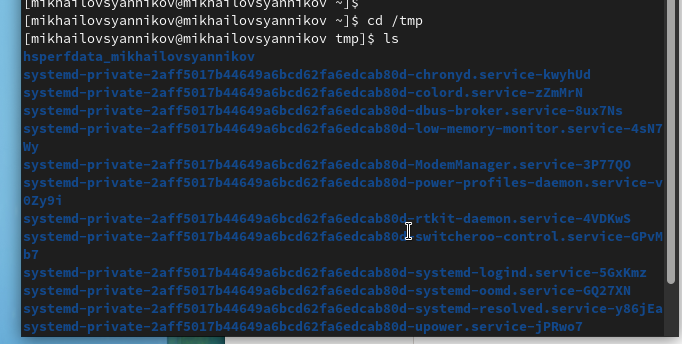 [mikhailovsyannikov@mikhailovsyannikov ~]$
[mikhailovsyannikov@mikhailovsyannikov ~]$ cd /tmp
[mikhailovsyannikov@mikhailovsyannikov tmp]$ ls
hsperfdata_mikhailovsyannikov
systemd-private-2aff5017b44649a6bcd62fa6edcab80d-chronyd.service-kwyhUd
systemd-private-2aff5017b44649a6bcd62fa6edcab80d-colord.service-zZmMrN
systemd-private-2aff5017b44649a6bcd62fa6edcab80d-dbus-broker.service-8ux7Ns
systemd-private-2aff5017b44649a6bcd62fa6edcab80d-low-memory-monitor.service-4sN7
Wy
systemd-private-2aff5017b44649a6bcd62fa6edcab80d-ModemManager.service-3P77QO
systemd-private-2aff5017b44649a6bcd62fa6edcab80d-power-profiles-daemon.service-v
0Zy9i
systemd-private-2aff5017b44649a6bcd62fa6edcab80d-rtkit-daemon.service-4VDKwS
systemd-private-2aff5017b44649a6bcd62fa6edcab80d-switcheroo-control.service-GPvM
b7
systemd-private-2aff5017b44649a6bcd62fa6edcab80d-systemd-logind.service-5GxKmz
systemd-private-2aff5017b44649a6bcd62fa6edcab80d-systemd-oomd.service-GQ27XN
systemd-private-2aff5017b44649a6bcd62fa6edcab80d-systemd-resolved.service-y86jEa
systemd-private-2aff5017b44649a6bcd62fa6edcab80d-upower.service-jPRwo7